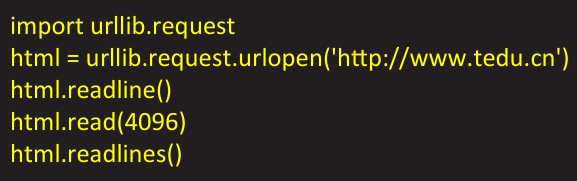 import urllib.request
html = urllib.request.urlopen('http://www.tedu.cn')
html.readline()
html.read(4096)
html.readlines()